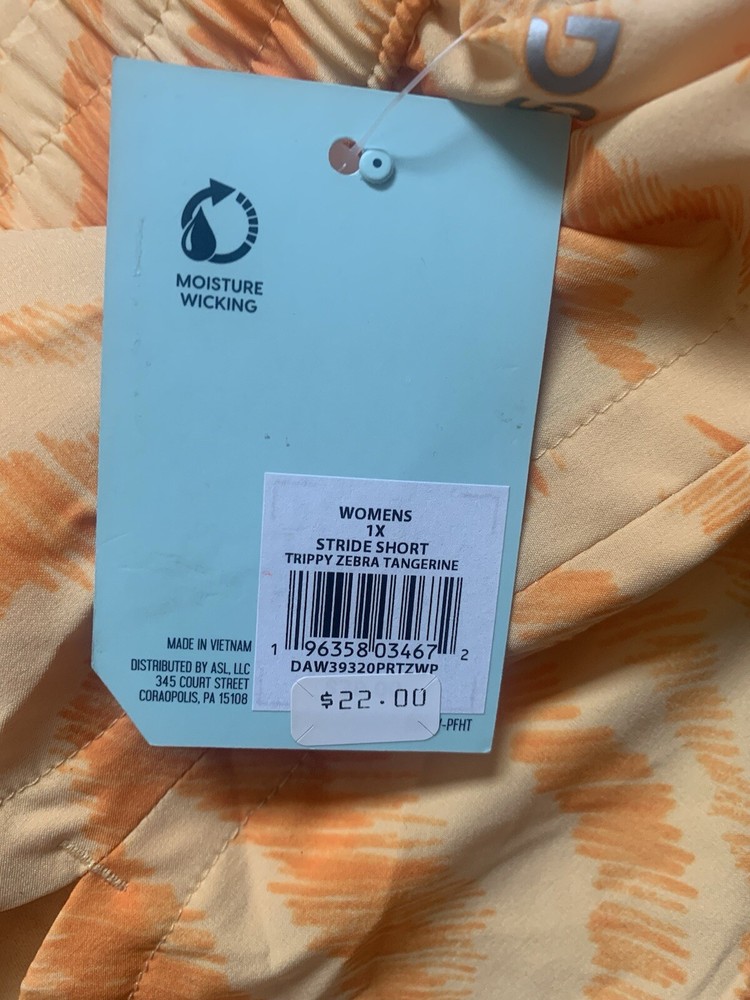 MOISTURE
WICKING
WOMENS
1X
STRIDE SHORT
TRIPPY ZEBRA TANGERINE
1 96358 03467 2
DAW39320PRTZWP
$22.00
MADE IN VIETNAM
DISTRIBUTED BY ASL, LLC
345 COURT STREET
CORAOPOLIS, PA 15108
-PFHT